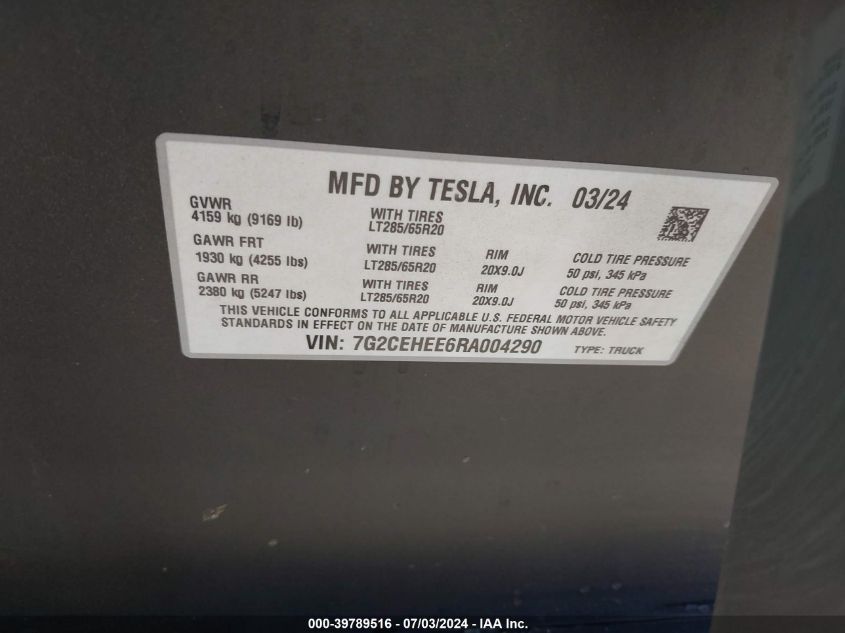 MFD BY TESLA, INC. 03/24
GVWR
4159 kg (9169 lb) WITH TIRES LT285/65R20
GAWR FRT
1930 kg (4255 lbs) WITH TIRES LT285/65R20 RIM 20X9.0J COLD TIRE PRESSURE 50 psi, 345 kPa
GAWR RR
2380 kg (5247 lbs) WITH TIRES LT285/65R20 RIM 20X9.0J COLD TIRE PRESSURE 50 psi, 345 kPa
THIS VEHICLE CONFORMS TO ALL APPLICABLE U.S. FEDERAL MOTOR VEHICLE SAFETY
STANDARDS IN EFFECT ON THE DATE OF MANUFACTURE SHOWN ABOVE.
VIN: 7G2CEHEE6RA004290 TYPE: TRUCK
000-39789516 - 07/03/2024 - IAA Inc.